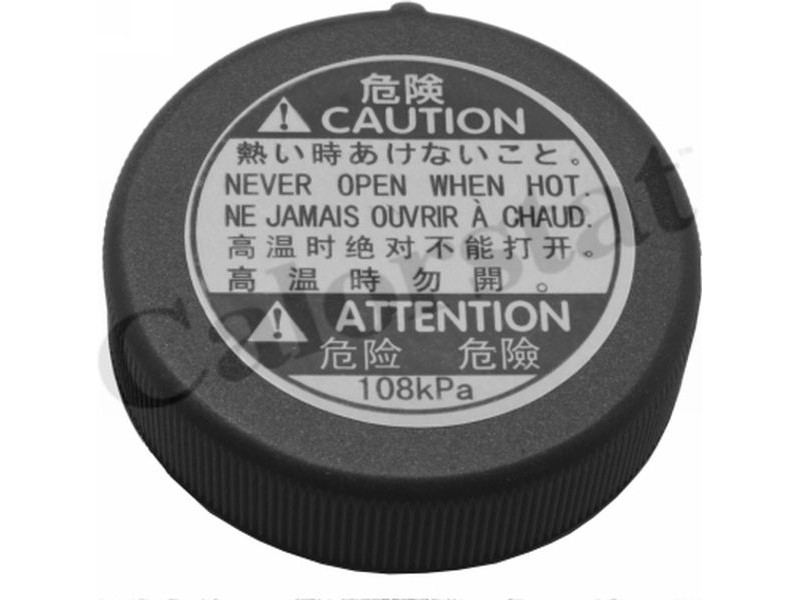 危険
CAUTION
熱い時あけないこと。
NEVER OPEN WHEN HOT.
NE JAMAIS OUVRIR À CHAUD.
高温时绝对不能打开。
高温時勿開。
ATTENTION
危险 危險
108kPa
Calorstat